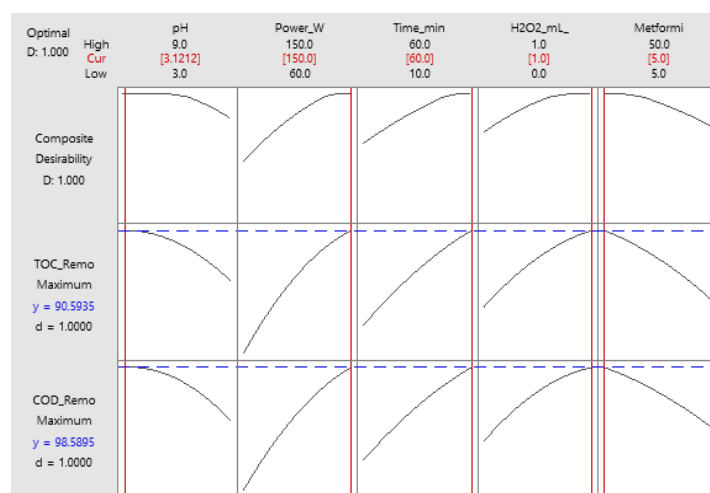 Optimal
D: 1.000
High
Cur
Low
pH
9.0
[3.1212]
3.0
Power_W
150.0
[150.0]
60.0
Time_min
60.0
[60.0]
10.0
H2O2_mL_
1.0
[1.0]
0.0
Metformi
50.0
[5.0]
5.0
Composite
Desirability
D: 1.000
TOC_Remo
Maximum
y = 90.5935
d = 1.0000
COD_Remo
Maximum
y = 98.5895
d = 1.0000